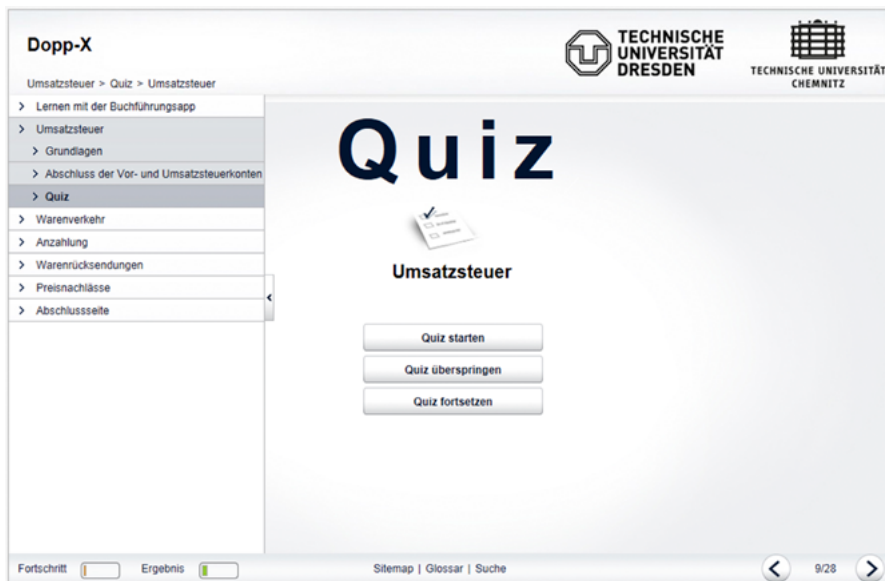 Dopp-X
TECHNISCHE
UNIVERSITÄT
DRESDEN
TECHNISCHE UNIVERSITÄT
CHEMNITZ
Umsatzsteuer > Quiz > Umsatzsteuer
> Lernen mit der Buchführungsapp
> Umsatzsteuer
> Grundlagen
> Abschluss der Vor- und Umsatzsteuerkonten
> Quiz
> Warenverkehr
> Anzahlung
> Warenrücksendungen
> Preisnachlässe
> Abschlussseite
Quiz
Umsatzsteuer
Quiz starten
Quiz überspringen
Quiz fortsetzen
Fortschritt Ergebnis Sitemap | Glossar | Suche 9/28